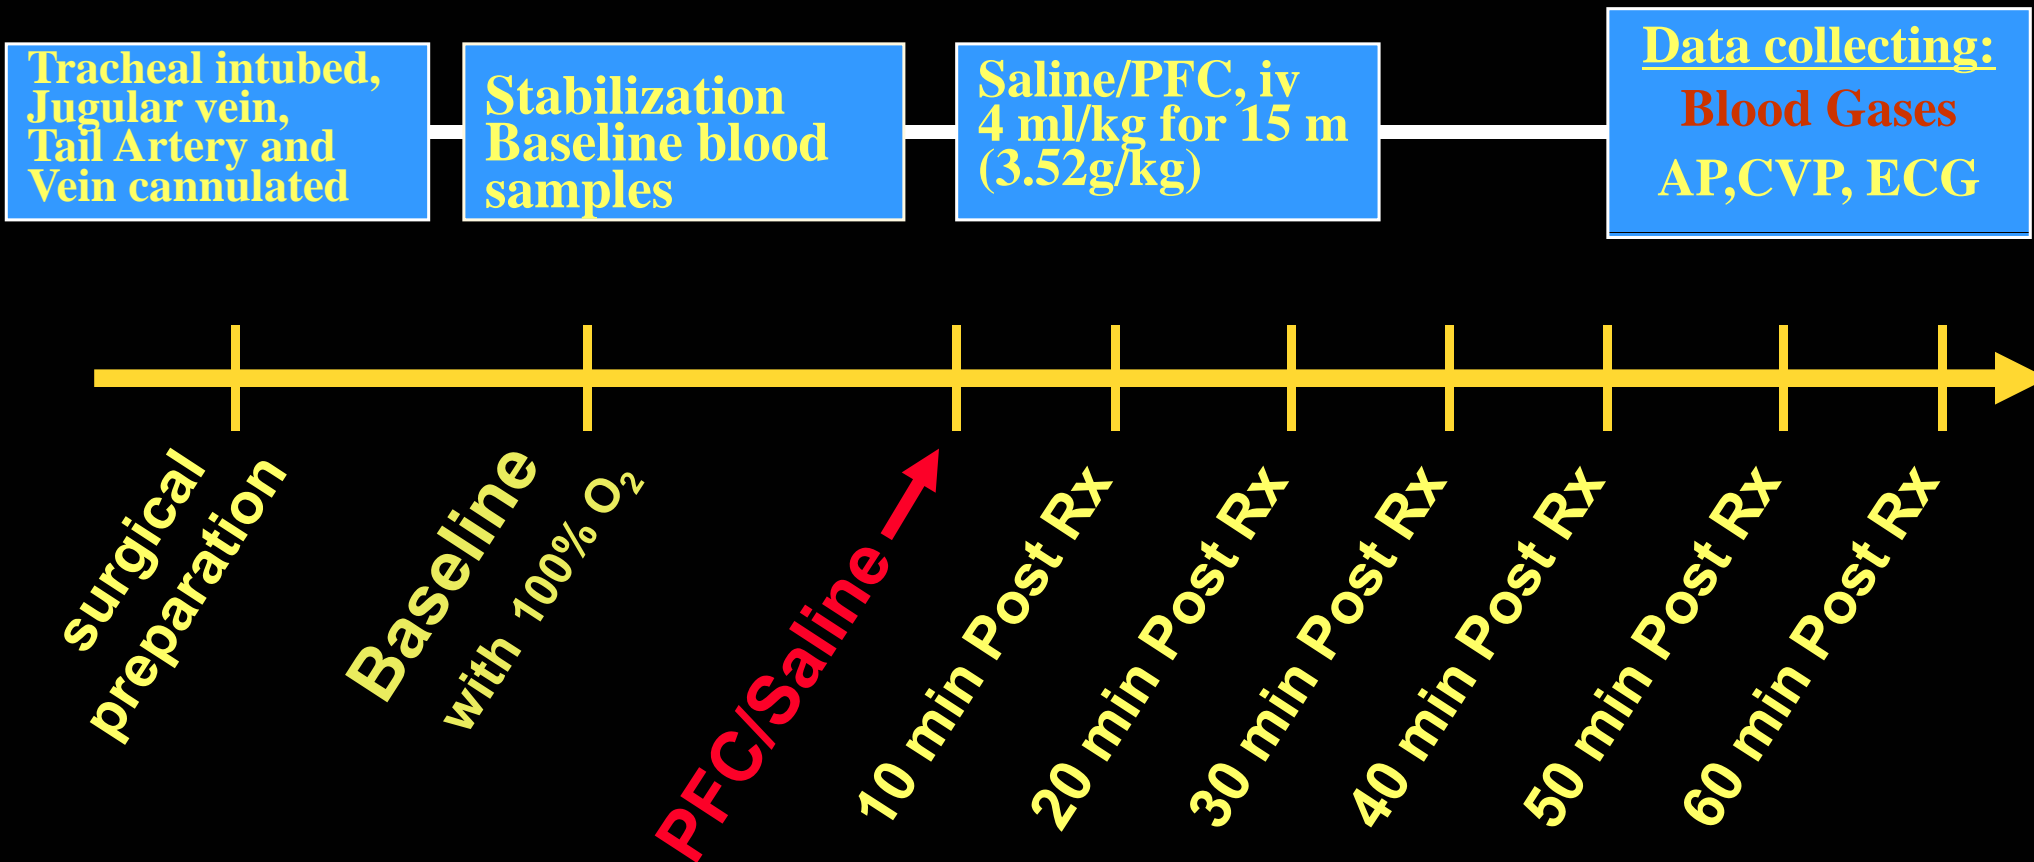 Tracheal intubed,
Jugular vein,
Tail Artery and
Vein cannulated
Stabilization
Baseline blood
samples
Saline/PFC, iv
4 ml/kg for 15 m
(3.52g/kg)
Data collecting:
Blood Gases
AP,CVP, ECG
surgical
preparation
Baseline
with 100% O₂
PFC/Saline
10 min Post Rx
20 min Post Rx
30 min Post Rx
40 min Post Rx
50 min Post Rx
60 min Post Rx